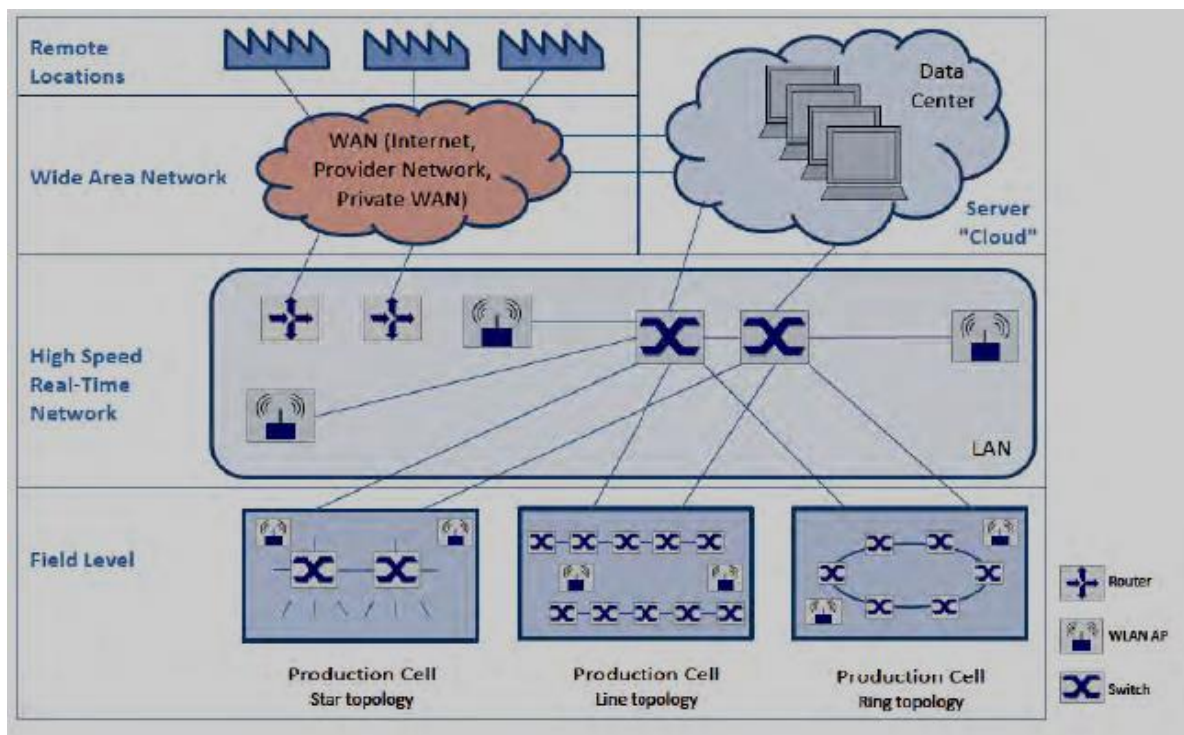 Remote
Locations
Data
Center
WAN (Internet,
Provider Network,
Private WAN)
Wide Area Network
Server
"Cloud"
High Speed
Real-Time
Network
LAN
Field Level
Router
WLAN AP
Switch
Production Cell
Star topology
Production Cell
Line topology
Production Cell
Ring topology